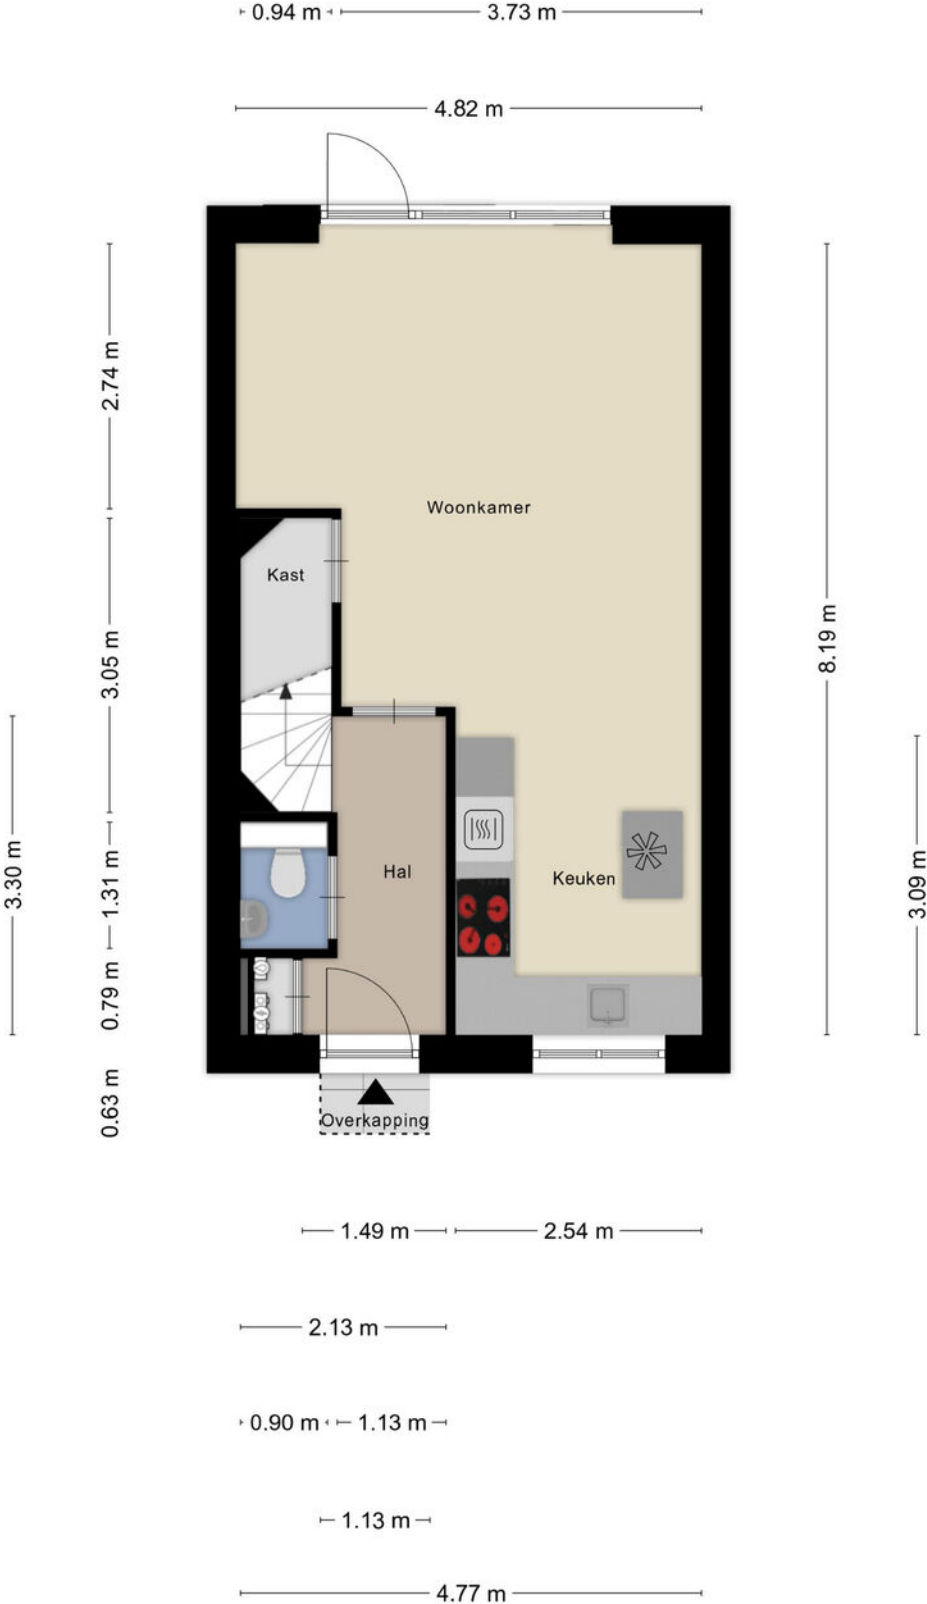 0.94 m
3.73 m
4.82 m
2.74 m
Woonkamer
Kast
3.05 m
8.19 m
Hal
Keuken
1.31 m
3.30 m
3.09 m
0.79 m
0.63 m
Overkapping
1.49 m
2.54 m
2.13 m
0.90 m
1.13 m
1.13 m
4.77 m